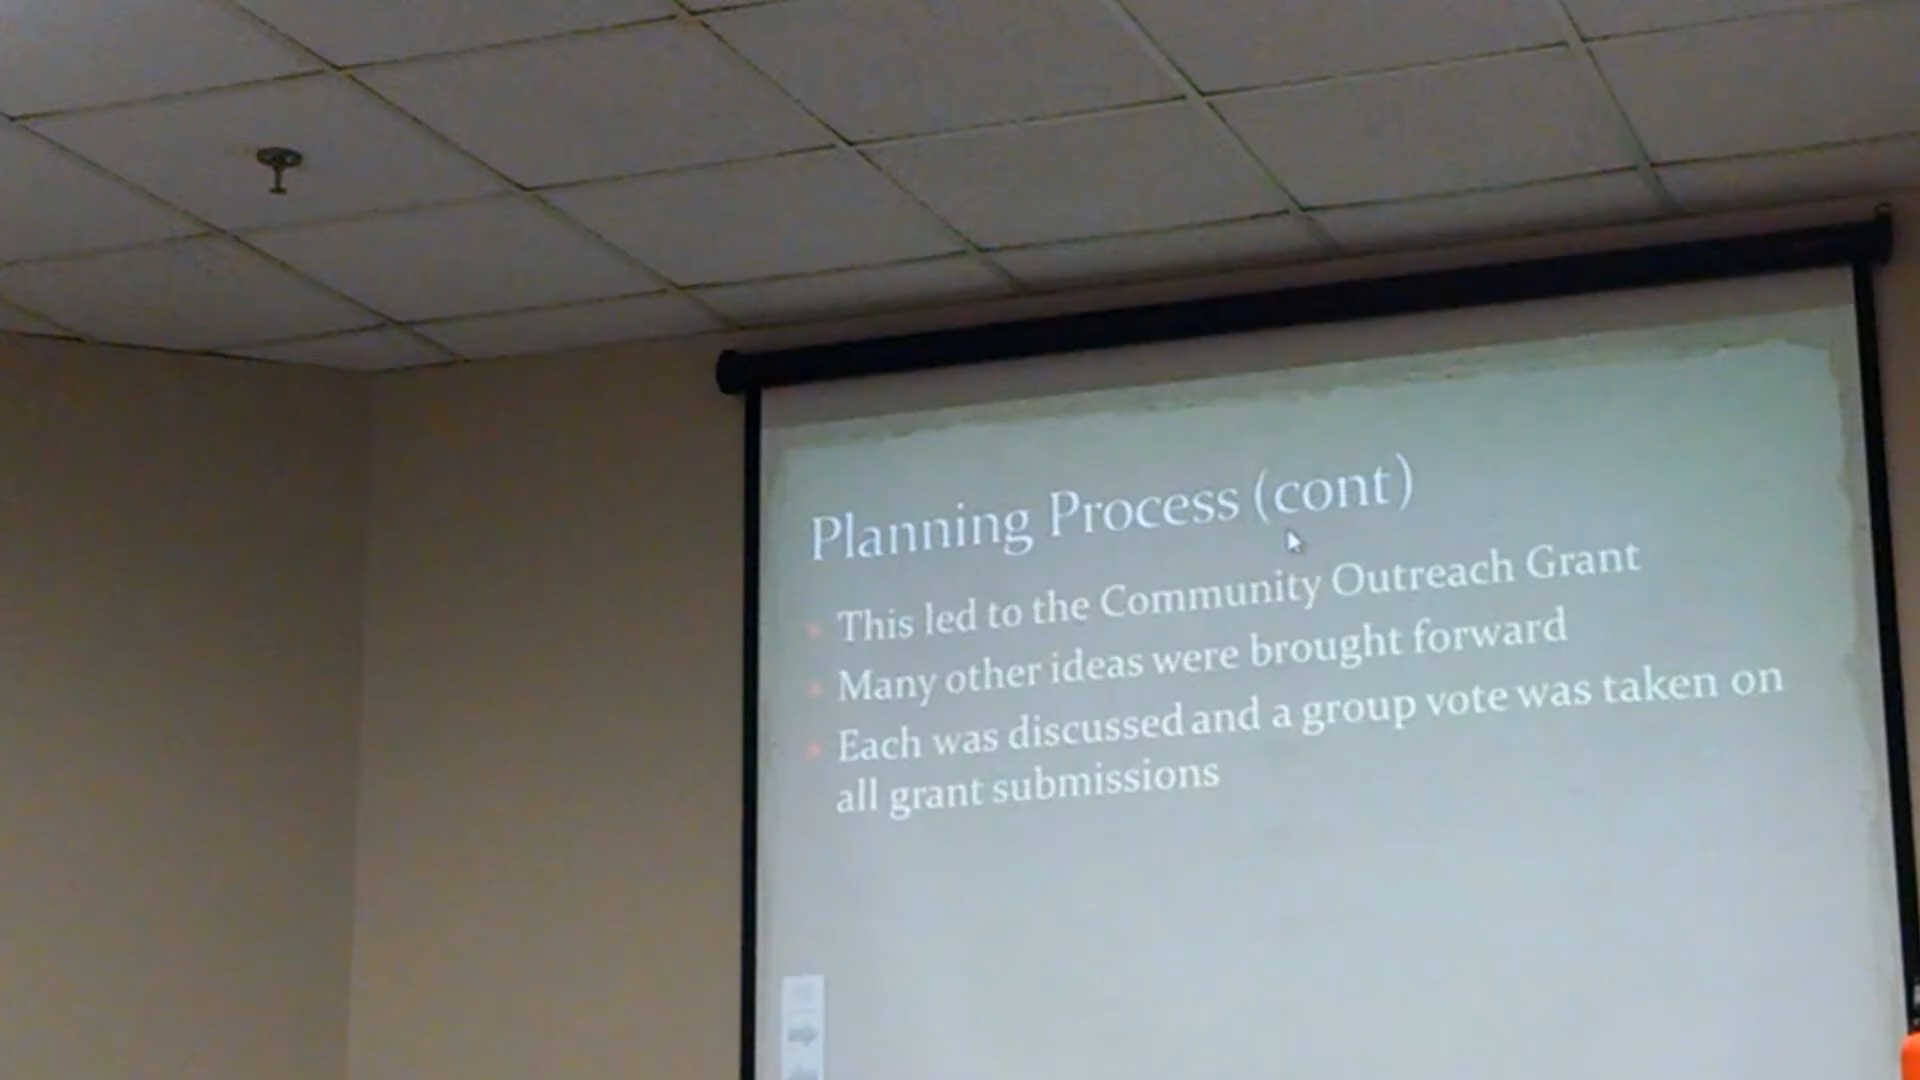 Planning Process (cont)
This led to the Community Outreach Grant
Many other ideas were brought forward
Each was discussed and a group vote was taken on
all grant submissions